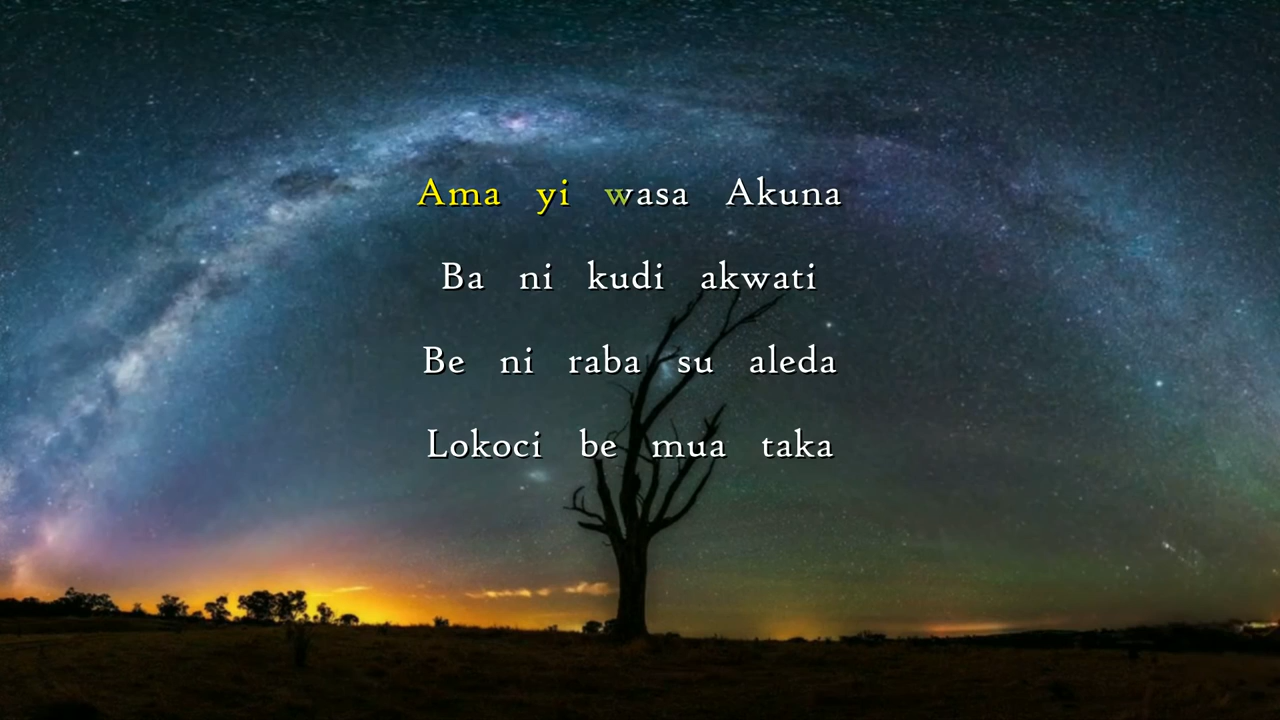 Ama yi wasa Akuna
Ba ni kudi akwati
Be ni raba su aleda
Lokoci be mua taka